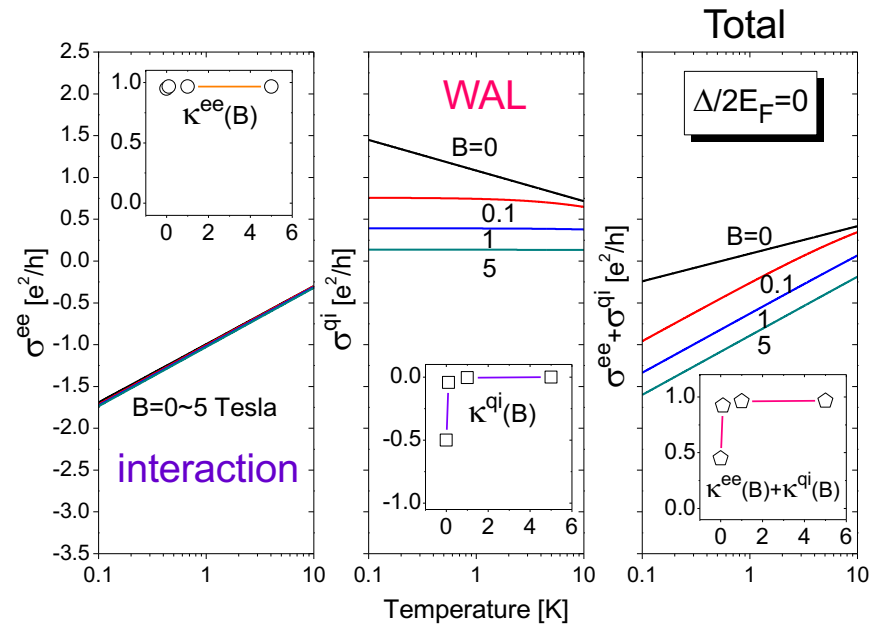 Total
2.5
2.0
1.5
1.0
0.5
0.0
-0.5
-1.0
-1.5
-2.0
-2.5
-3.0
-3.5
σ^ee [e²/h]
1.0
0.5
0.0
κ^ee(B)
0 2 4 6
B=0~5 Tesla
interaction
0.1 1 10
σ^qi [e²/h]
WAL
B=0
0.1
1
5
0.0
-0.5
-1.0
κ^qi(B)
0 2 4 6
0.1 1 10
Temperature [K]
σ^ee+σ^qi [e²/h]
Δ/2E_F=0
B=0
0.1
1
5
1.0
0.5
0.0
κ^ee(B)+κ^qi(B)
0 2 4 6
0.1 1 10